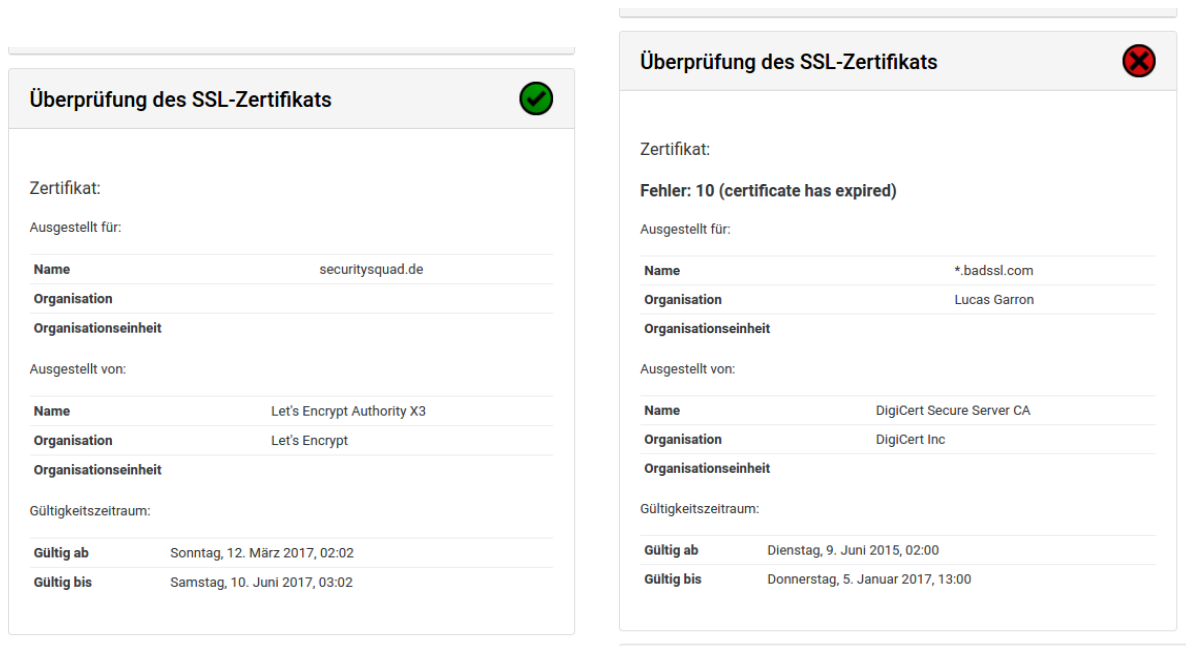 Überprüfung des SSL-Zertifikats
Zertifikat:
Ausgestellt für:
Name securitysquad.de
Organisation
Organisationseinheit
Ausgestellt von:
Name Let's Encrypt Authority X3
Organisation Let's Encrypt
Organisationseinheit
Gültigkeitszeitraum:
Gültig ab Sonntag, 12. März 2017, 02:02
Gültig bis Samstag, 10. Juni 2017, 03:02
Überprüfung des SSL-Zertifikats
Zertifikat:
Fehler: 10 (certificate has expired)
Ausgestellt für:
Name *.badssl.com
Organisation Lucas Garron
Organisationseinheit
Ausgestellt von:
Name DigiCert Secure Server CA
Organisation DigiCert Inc
Organisationseinheit
Gültigkeitszeitraum:
Gültig ab Dienstag, 9. Juni 2015, 02:00
Gültig bis Donnerstag, 5. Januar 2017, 13:00